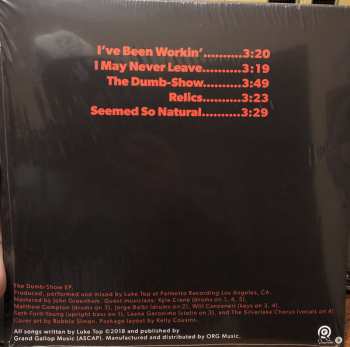 I've Been Workin'..........3:20
I May Never Leave..........3:19
The Dumb-Show..........3:49
Relics..........3:23
Seemed So Natural..........3:29
The Dumb-Show EP.
Produced, performed and mixed by Luke Top at Palmetto Recording Los Angeles, CA.
Mastered by John Greenham. Guest musicians: Kyle Crane (drums on 1, 4, 5),
Matthew Compton (drums on 3), Jorge Balbi (drums on 2), Will Canzoneri (keys on 3, 4),
Seth Ford-Young (upright bass on 1), Leena Geronimo (violin on 3) and the Silverlake Chorus (vocals on 4)
Cover art by Robbie Simon. Package layout by Kelly Coasins.
All songs written by Luke Top ©2018 and published by
Grand Gallop Music (ASCAP). Manufactured and distributed by ORG Music.